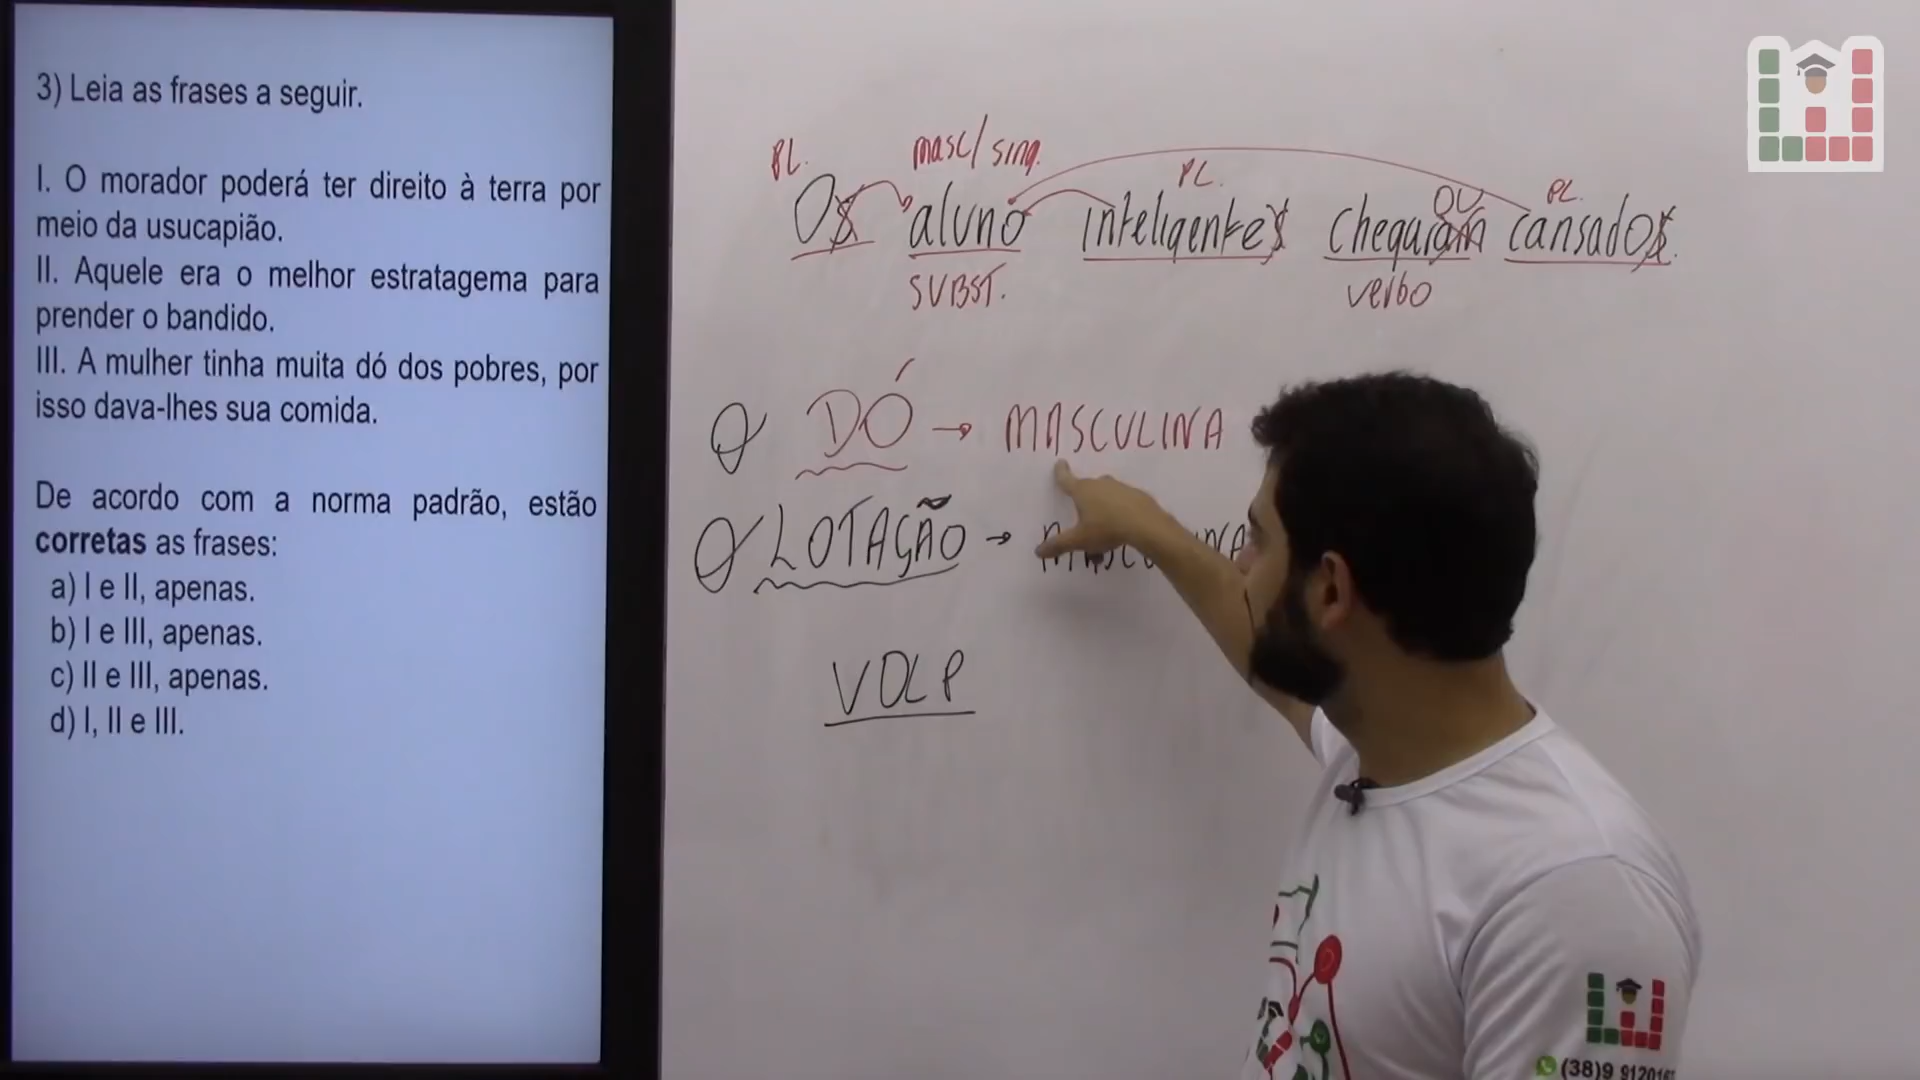 3) Leia as frases a seguir.
I. O morador poderá ter direito à terra por
meio da usucapião.
II. Aquele era o melhor estratagema para
prender o bandido.
III. A mulher tinha muita dó dos pobres, por
isso dava-lhes sua comida.
De acordo com a norma padrão, estão
corretas as frases:
a) I e II, apenas.
b) I e III, apenas.
c) II e III, apenas.
d) I, II e III.
PL. masc/sing. PL. OU PL.
Os aluno inteligentes chegaram cansados.
SUBST. verbo
O DÓ → MASCULINA
O LOTAÇÃO →
VOLP